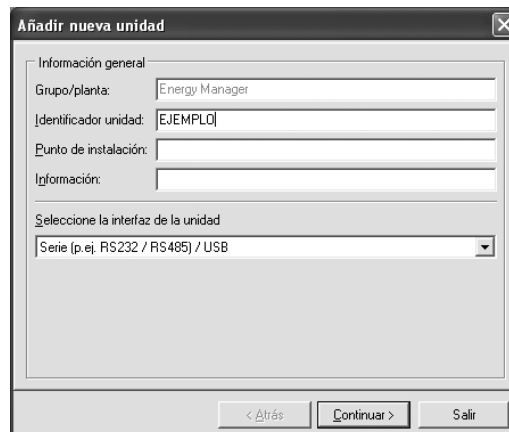 Añadir nueva unidad
Información general
Grupo/planta: Energy Manager
Identificador unidad: EJEMPLO
Punto de instalación:
Información:
Seleccione la interfaz de la unidad
Serie (p.ej. RS232 / RS485) / USB
< Atrás Continuar > Salir